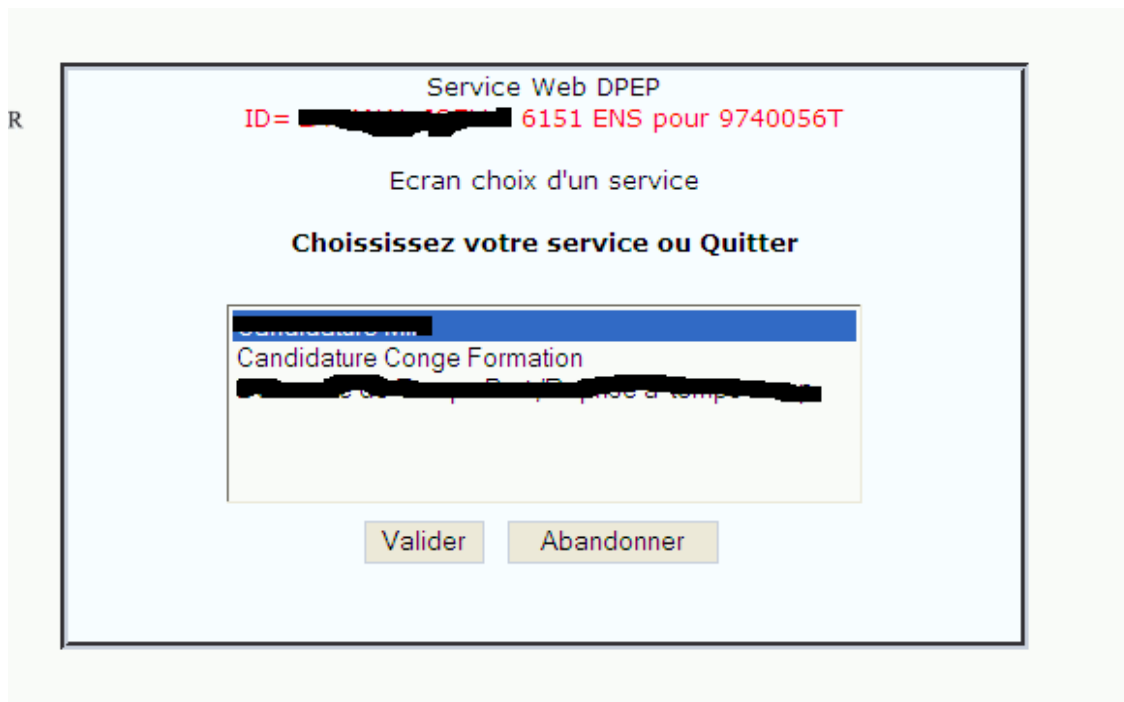 Service Web DPEP
R
ID= 6151 ENS pour 9740056T
Ecran choix d'un service
Choississez votre service ou Quitter
Candidature
Candidature Conge Formation
Valider Abandonner